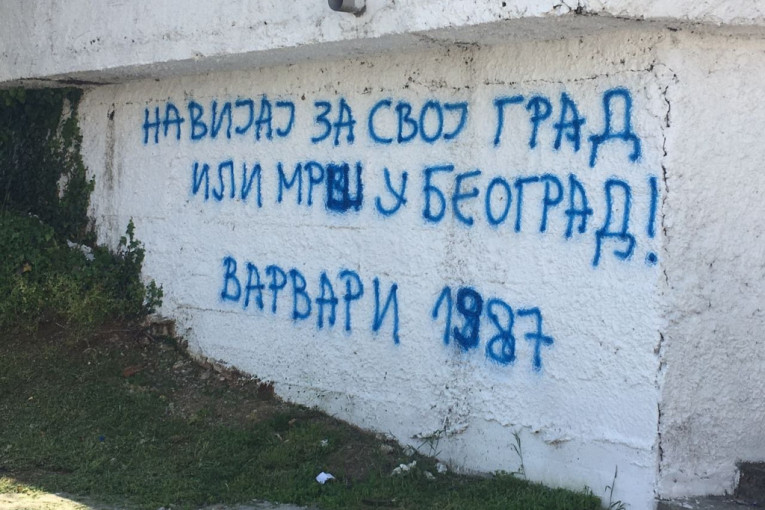 НАВИЈАЈ ЗА СВОЈ ГРАД
ИЛИ МРШ У БЕОГРАД!
ВАРВАРИ 1987